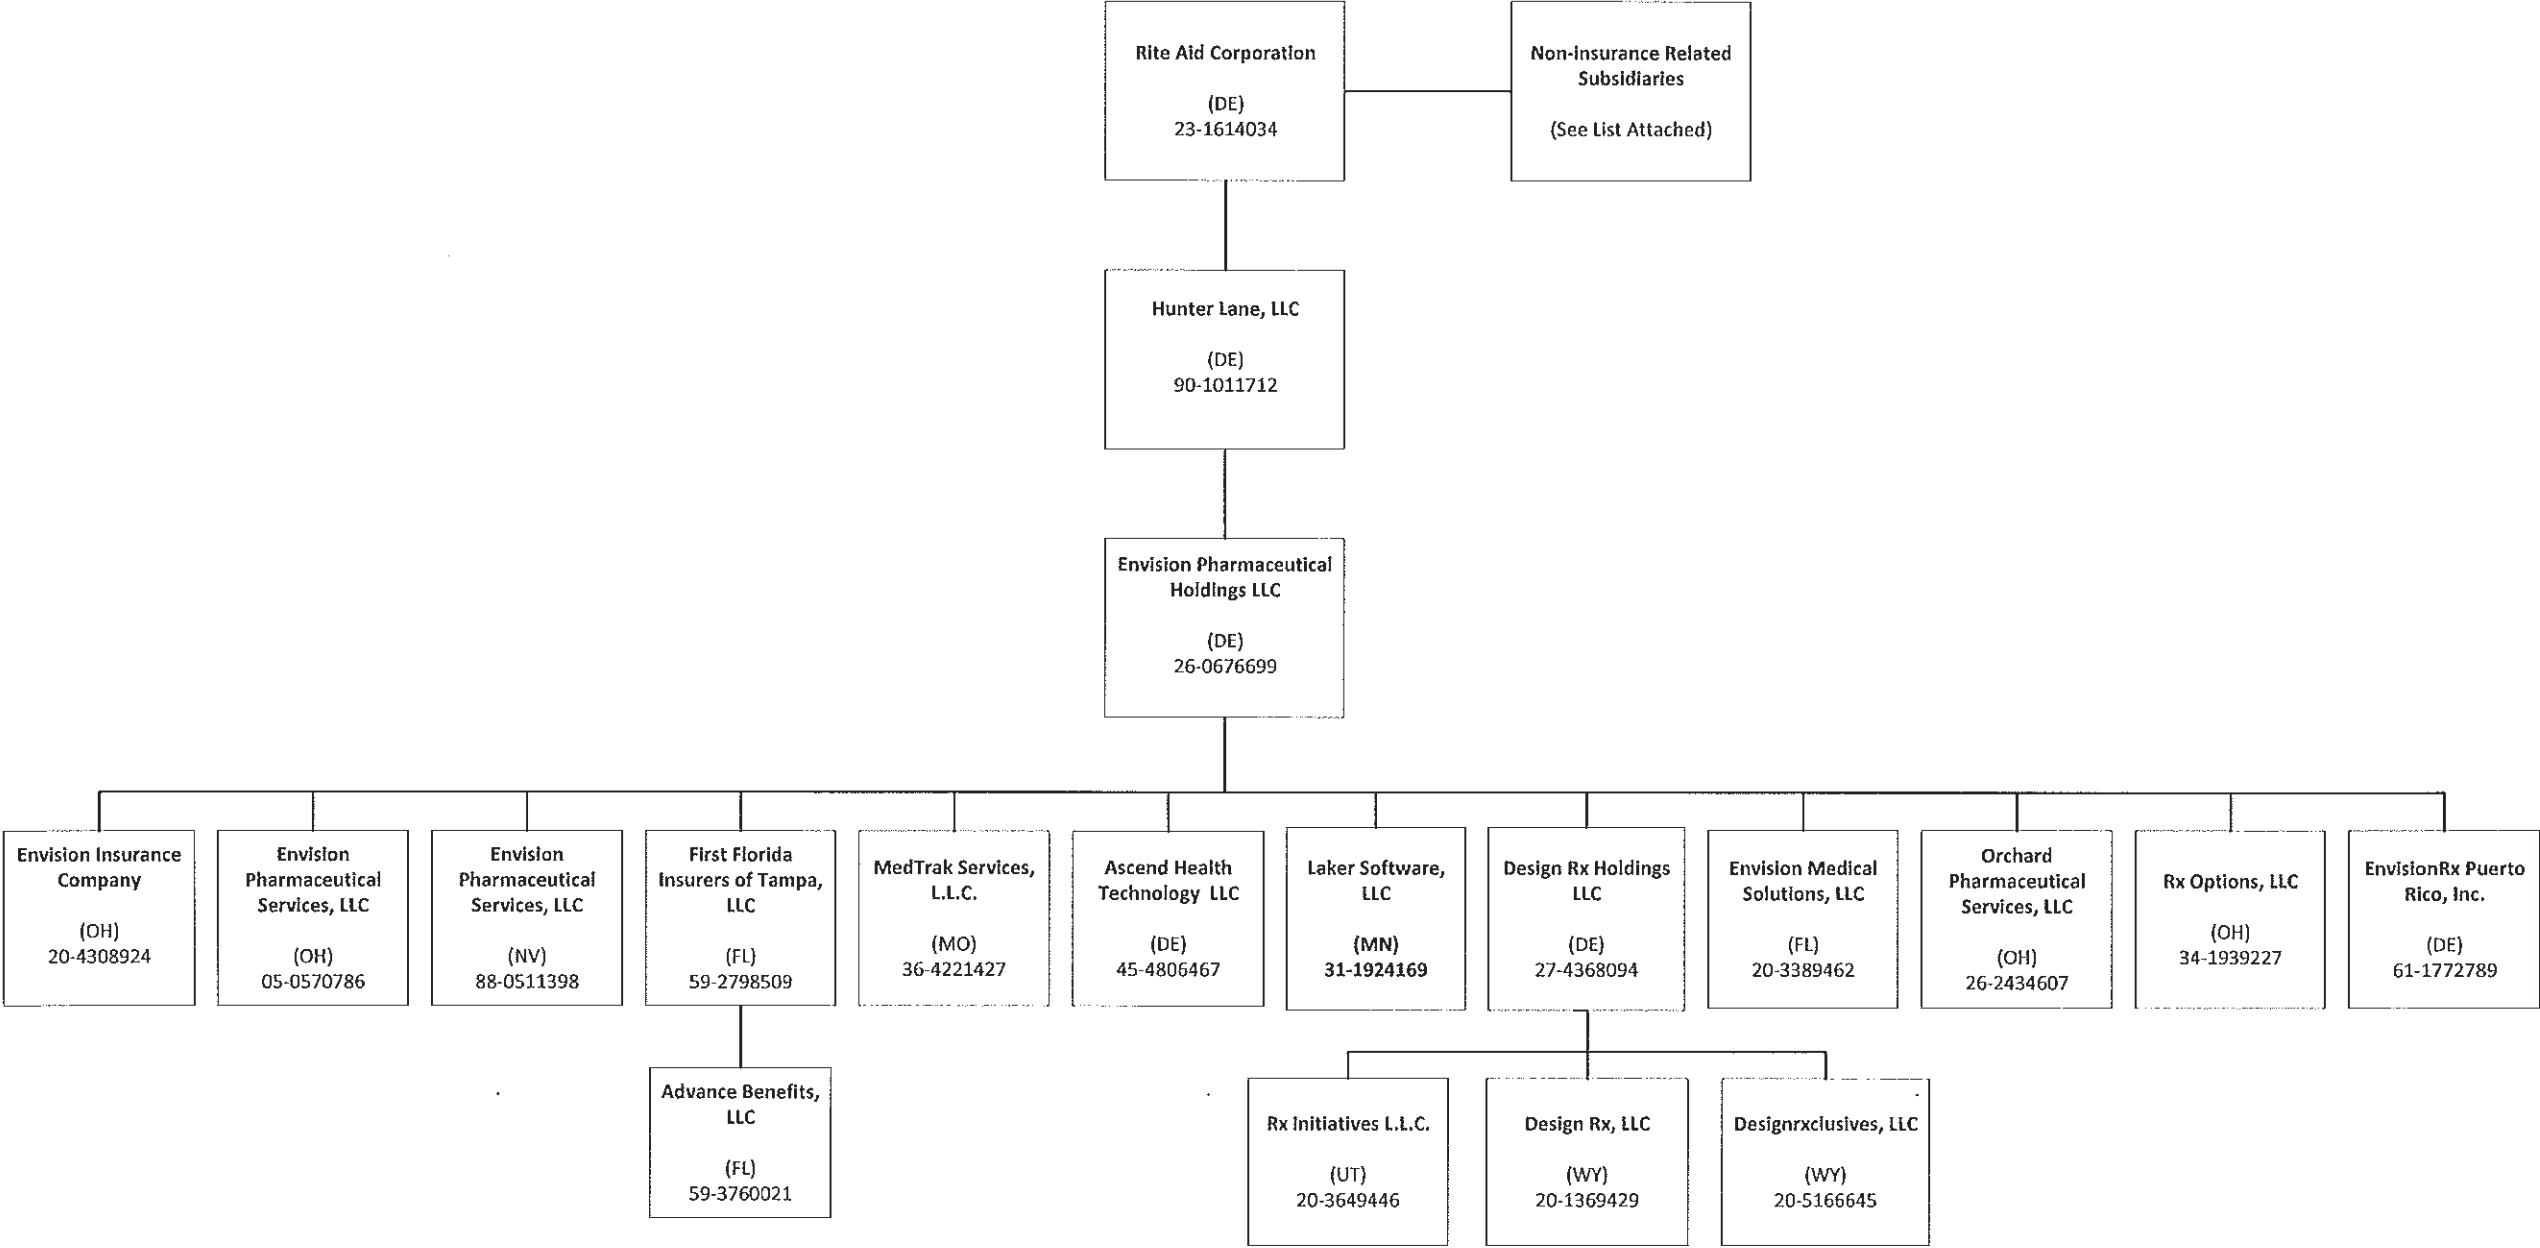 Rite Aid Corporation
(DE)
23-1614034
Non-insurance Related
Subsidiaries
(See List Attached)
Hunter Lane, LLC
(DE)
90-1011712
Envision Pharmaceutical
Holdings LLC
(DE)
26-0676699
Envision Insurance
Company
(OH)
20-4308924
Envision
Pharmaceutical
Services, LLC
(OH)
05-0570786
Envision
Pharmaceutical
Services, LLC
(NV)
88-0511398
First Florida
Insurers of Tampa,
LLC
(FL)
59-2798509
MedTrak Services,
L.L.C.
(MO)
36-4221427
Ascend Health
Technology LLC
(DE)
45-4806467
Laker Software,
LLC
(MN)
31-1924169
Design Rx Holdings
LLC
(DE)
27-4368094
Envision Medical
Solutions, LLC
(FL)
20-3389462
Orchard
Pharmaceutical
Services, LLC
(OH)
26-2434607
Rx Options, LLC
(OH)
34-1939227
EnvisionRx Puerto
Rico, Inc.
(DE)
61-1772789
Advance Benefits,
LLC
(FL)
59-3760021
Rx Initiatives L.L.C.
(UT)
20-3649446
Design Rx, LLC
(WY)
20-1369429
Designrxclusives, LLC
(WY)
20-5166645